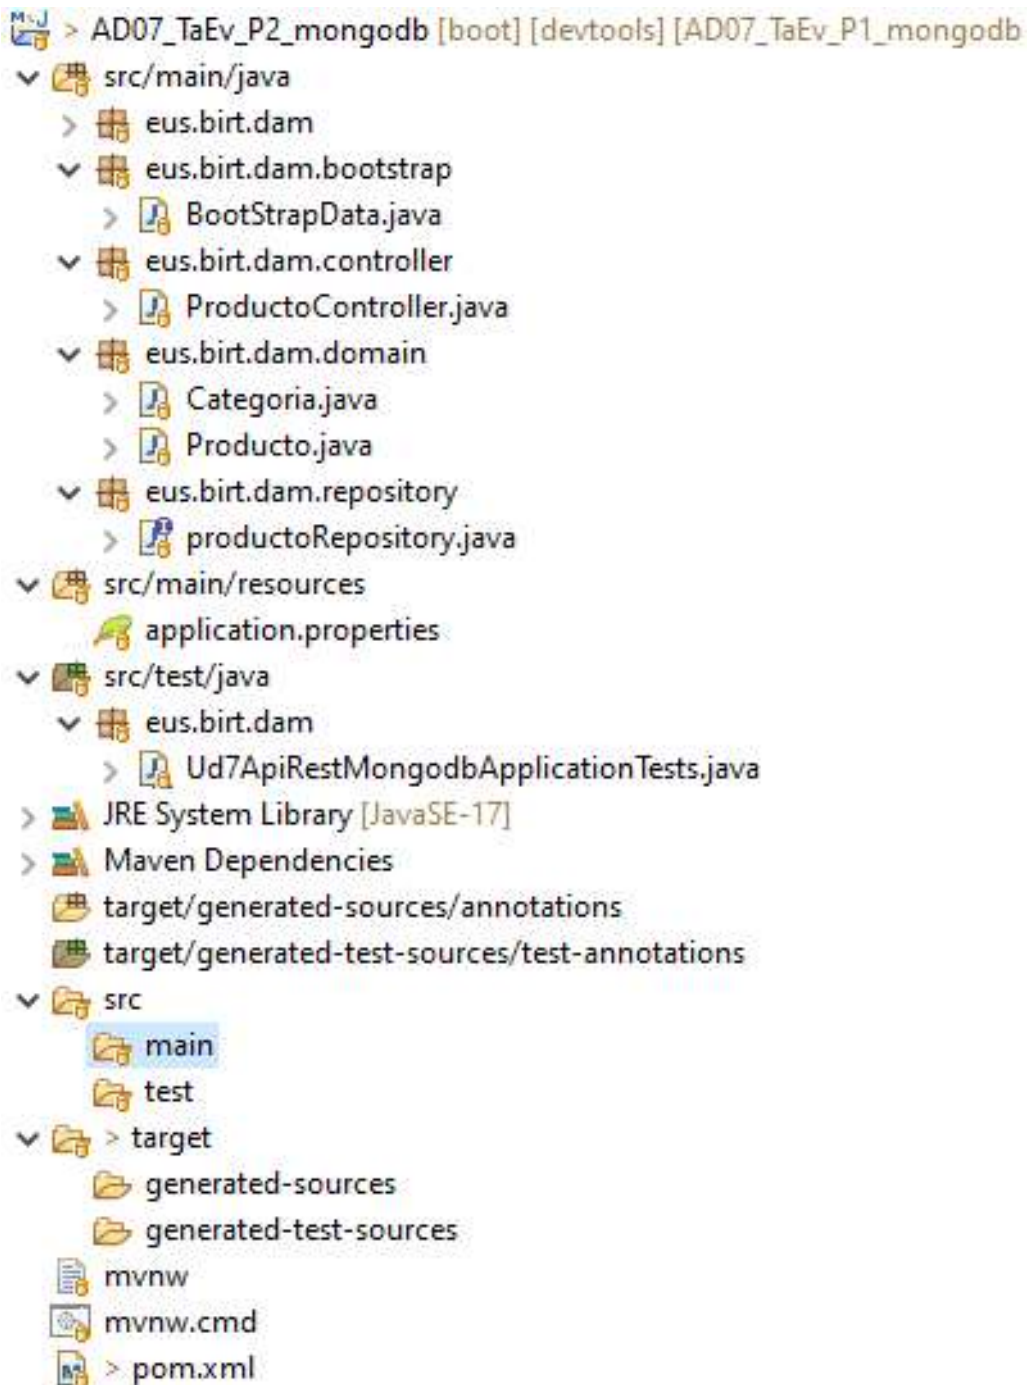 > AD07_TaEv_P2_mongodb [boot] [devtools] [AD07_TaEv_P1_mongodb
src/main/java
> eus.birt.dam
eus.birt.dam.bootstrap
> BootStrapData.java
eus.birt.dam.controller
> ProductoController.java
eus.birt.dam.domain
> Categoria.java
> Producto.java
eus.birt.dam.repository
> productoRepository.java
src/main/resources
application.properties
src/test/java
eus.birt.dam
> Ud7ApiRestMongodbApplicationTests.java
> JRE System Library [JavaSE-17]
> Maven Dependencies
target/generated-sources/annotations
target/generated-test-sources/test-annotations
src
main
test
> target
generated-sources
generated-test-sources
mvnw
mvnw.cmd
> pom.xml